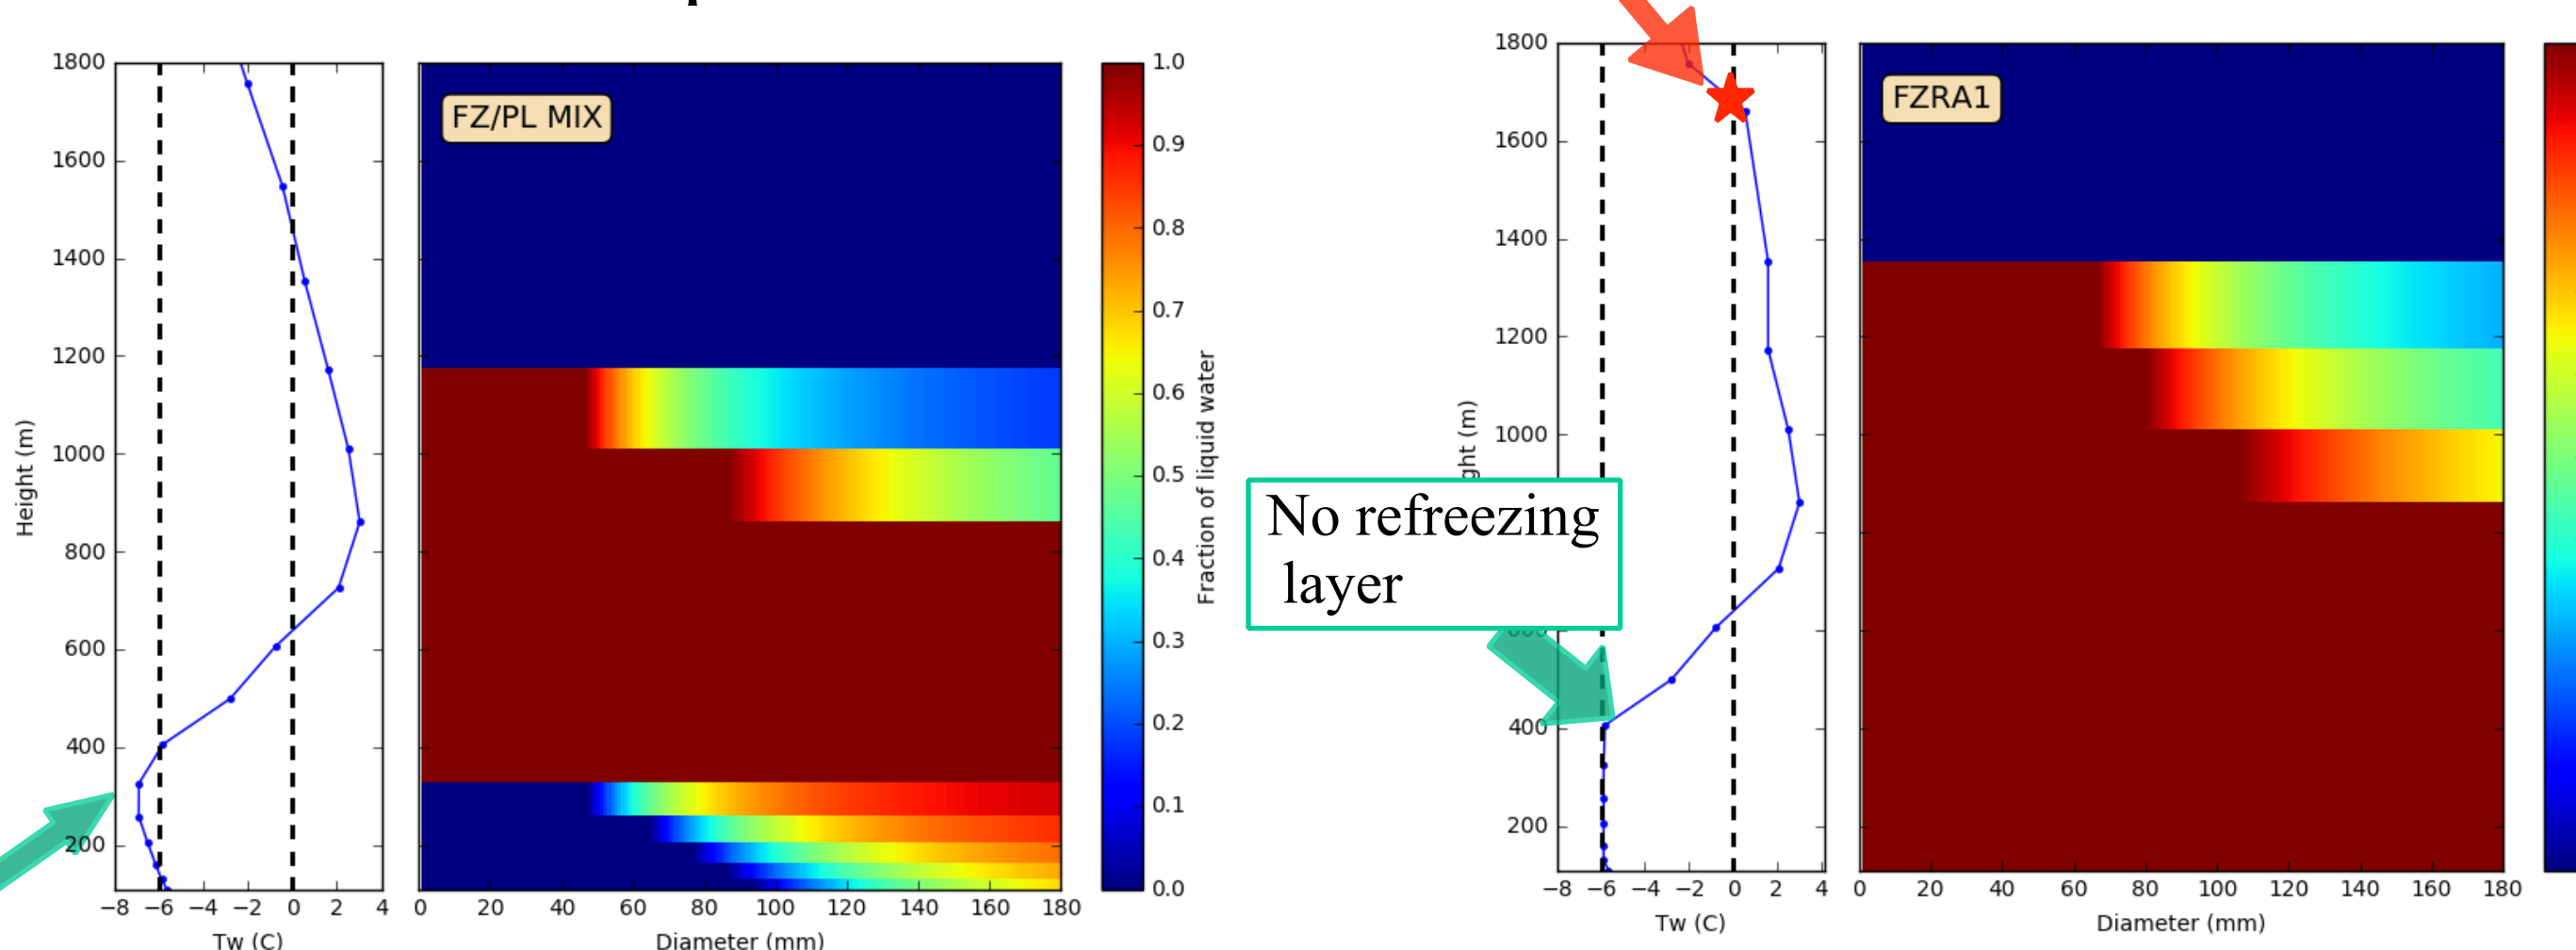 1800
1600
1400
1200
1000
800
600
400
200
Height (m)
−8 −6 −4 −2 0 2 4
Tw (C)
FZ/PL MIX
0 20 40 60 80 100 120 140 160 180
Diameter (mm)
1.0
0.9
0.8
0.7
0.6
0.5
0.4
0.3
0.2
0.1
0.0
Fraction of liquid water
No refreezing
layer
1800
1600
1400
1200
1000
400
200
(m)
−8 −6 −4 −2 0 2 4
Tw (C)
FZRA1
0 20 40 60 80 100 120 140 160 180
Diameter (mm)